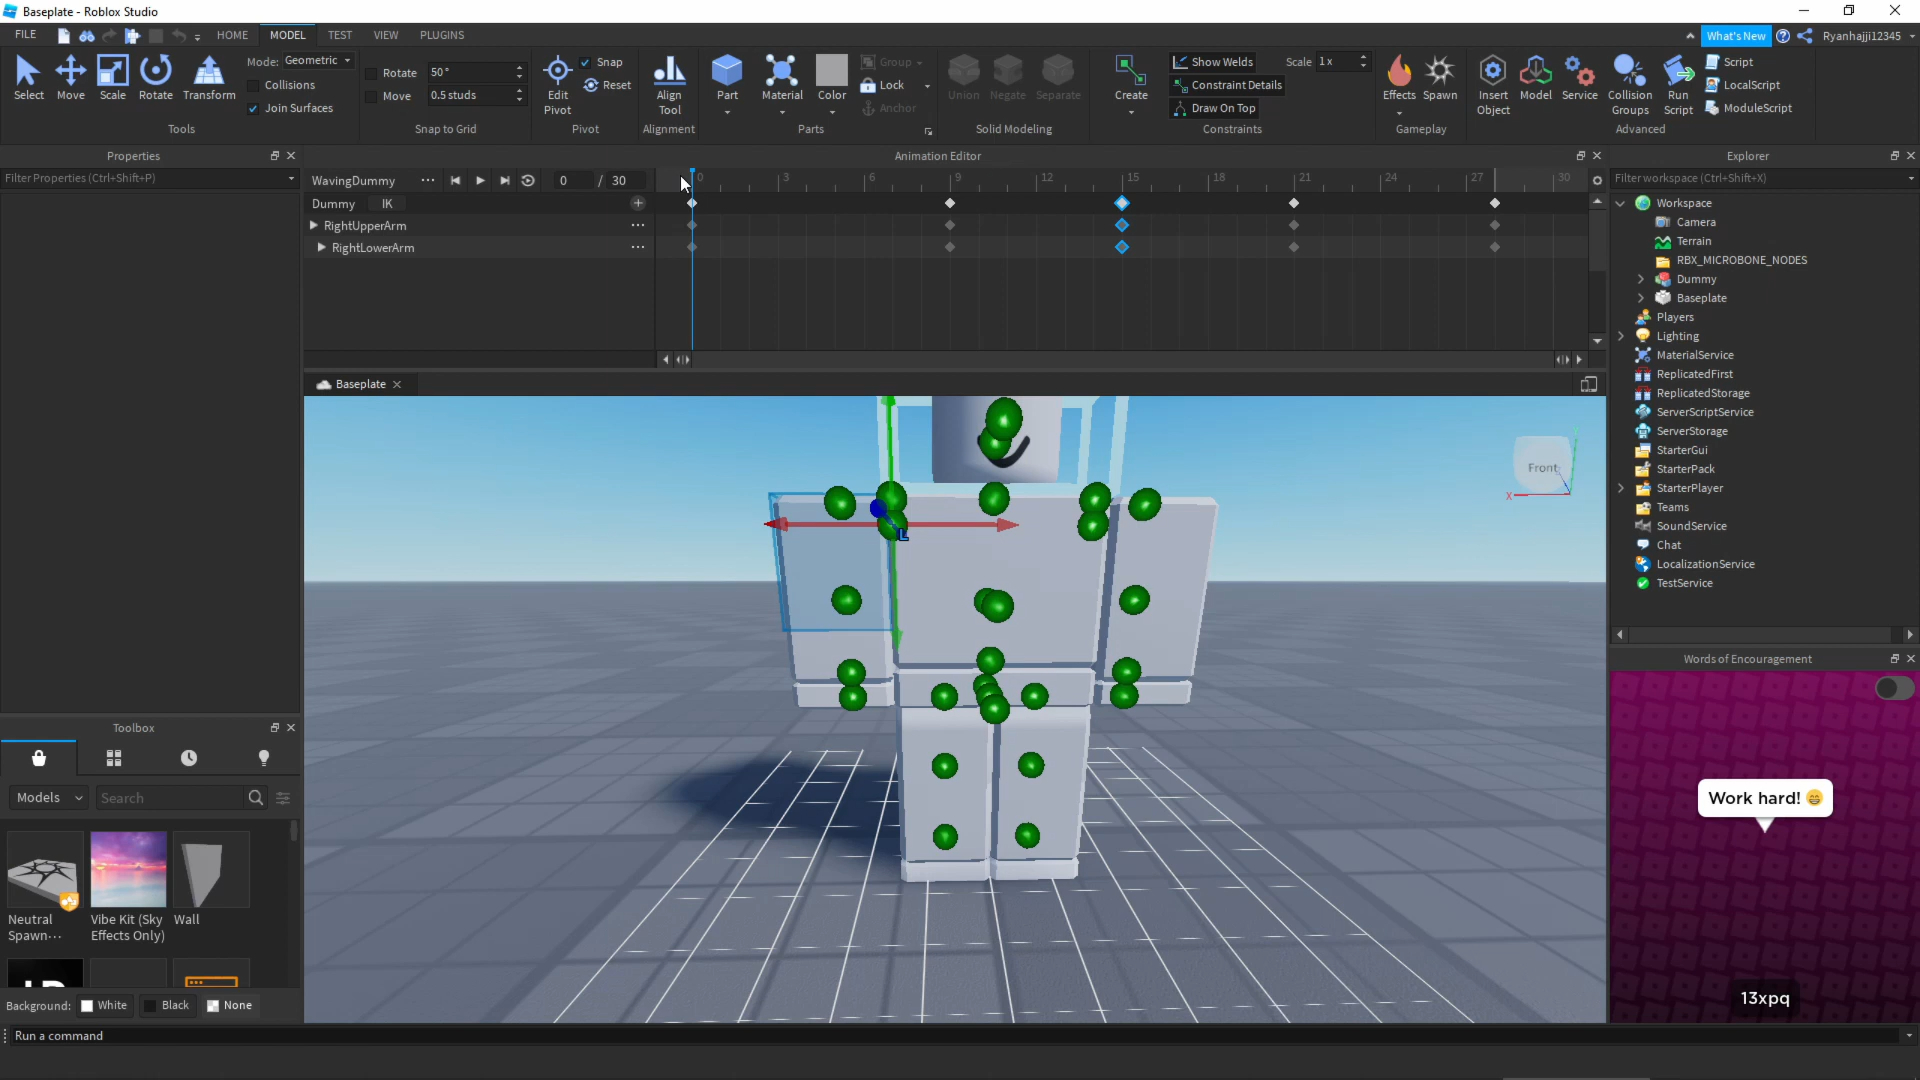 Baseplate - Roblox Studio
FILE HOME MODEL TEST VIEW PLUGINS What's New Ryanhajji12345
Select Move Scale Rotate Transform
Mode: Geometric
Collisions
Join Surfaces
Tools
Rotate 50°
Move 0.5 studs
Snap to Grid
Edit Pivot
Snap
Reset
Pivot
Align Tool
Alignment
Part Material Color
Group
Lock
Anchor
Parts
Union Negate Separate
Solid Modeling
Create
Show Welds Scale 1x
Constraint Details
Draw On Top
Constraints
Effects Spawn
Gameplay
Insert Object Model Service Collision Groups Run Script
Script
LocalScript
ModuleScript
Advanced
Properties
Filter Properties (Ctrl+Shift+P)
Animation Editor
WavingDummy 0 / 30
0 3 6 9 12 15 18 21 24 27 30
Dummy IK
RightUpperArm
RightLowerArm
Baseplate
Front
X
L
Explorer
Filter workspace (Ctrl+Shift+X)
Workspace
Camera
Terrain
RBX_MICROBONE_NODES
Dummy
Baseplate
Players
Lighting
MaterialService
ReplicatedFirst
ReplicatedStorage
ServerScriptService
ServerStorage
StarterGui
StarterPack
StarterPlayer
Teams
SoundService
Chat
LocalizationService
TestService
Words of Encouragement
Work hard! 😁
13xpq
Toolbox
Models Search
Neutral Spawn...
Vibe Kit (Sky Effects Only)
Wall
Background: White Black None
Run a command